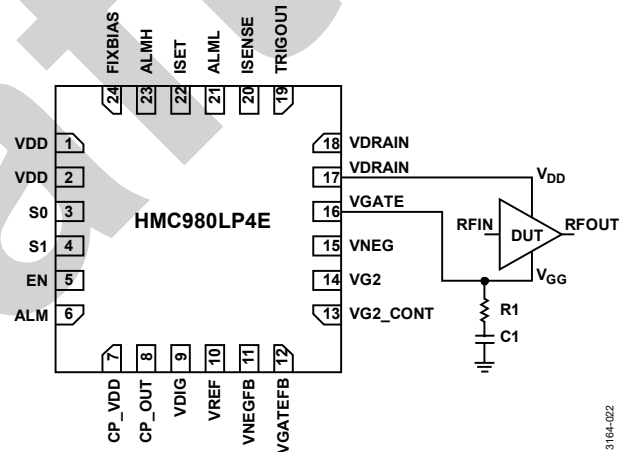 FIXBIAS
ALMH
ISET
ALML
ISENSE
TRIGOUT
24
23
22
21
20
19
VDD 1
VDD 2
S0 3
S1 4
EN 5
ALM 6
HMC980LP4E
18 VDRAIN
17 VDRAIN
16 VGATE
15 VNEG
14 VG2
13 VG2_CONT
7
8
9
10
11
12
CP_VDD
CP_OUT
VDIG
VREF
VNEGFB
VGATEFB
VDD
RFIN
DUT
RFOUT
VGG
R1
C1
3164-022